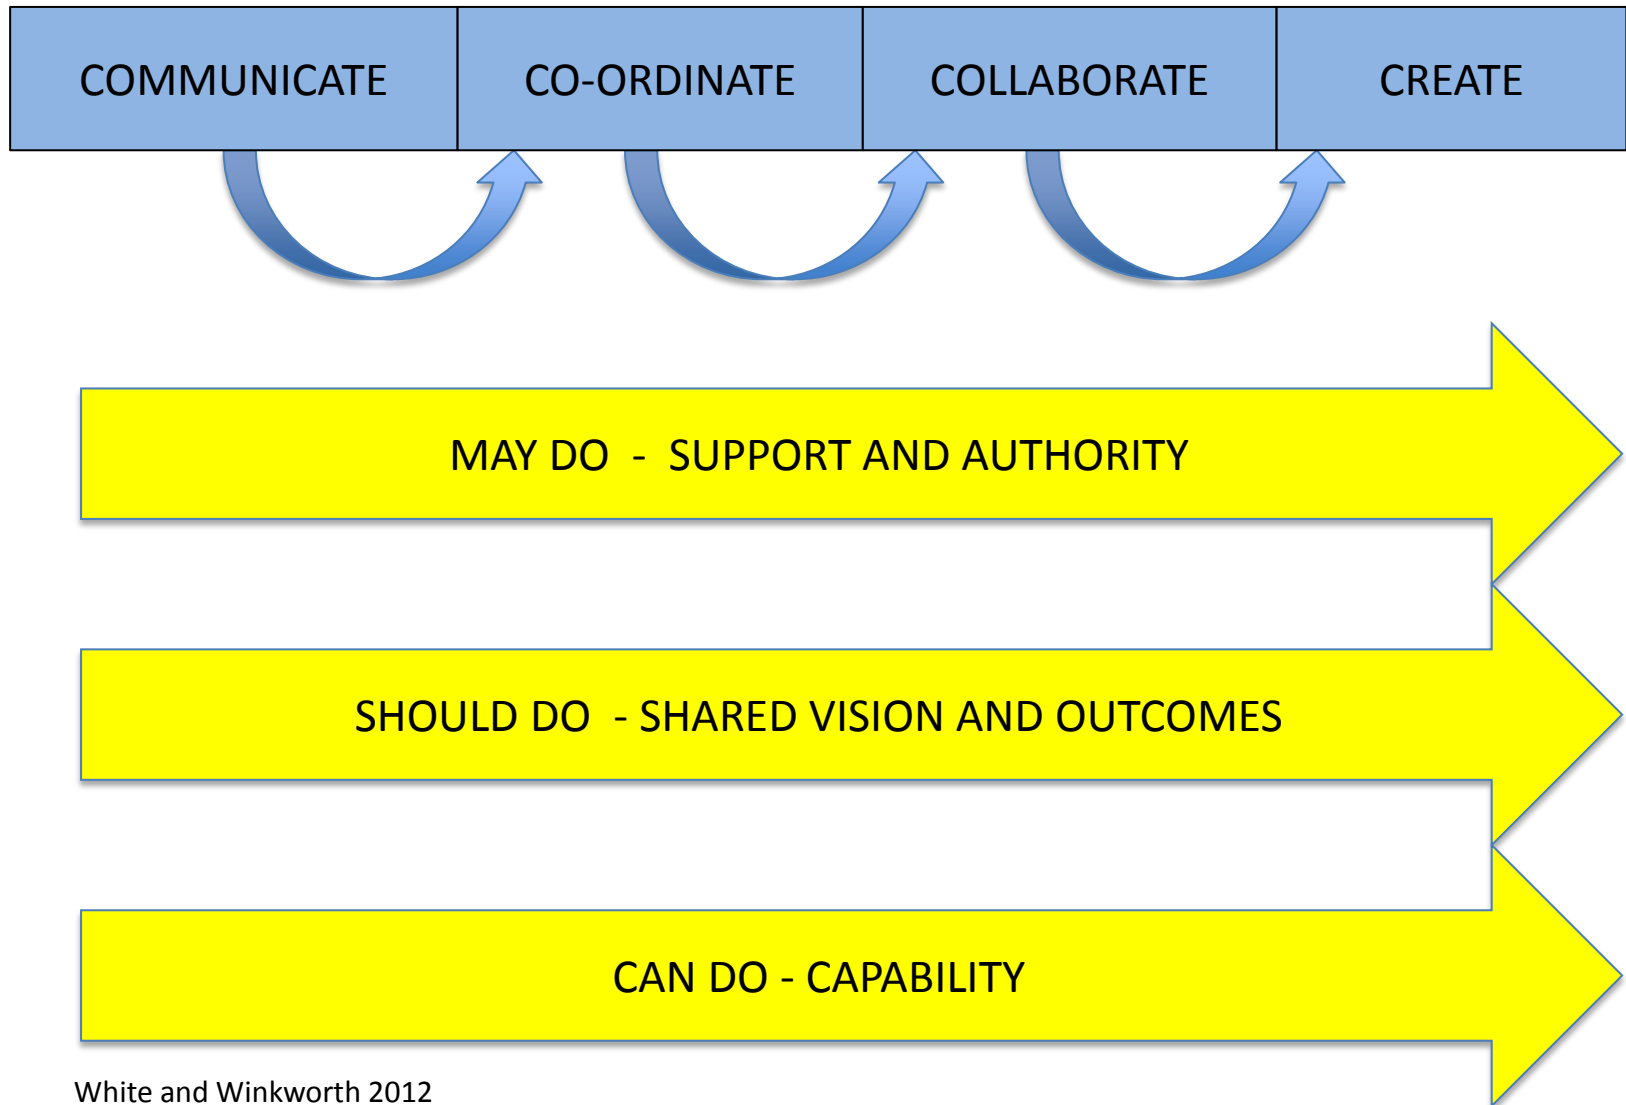 COMMUNICATE
CO-ORDINATE
COLLABORATE
CREATE
MAY DO - SUPPORT AND AUTHORITY
SHOULD DO - SHARED VISION AND OUTCOMES
CAN DO - CAPABILITY
White and Winkworth 2012